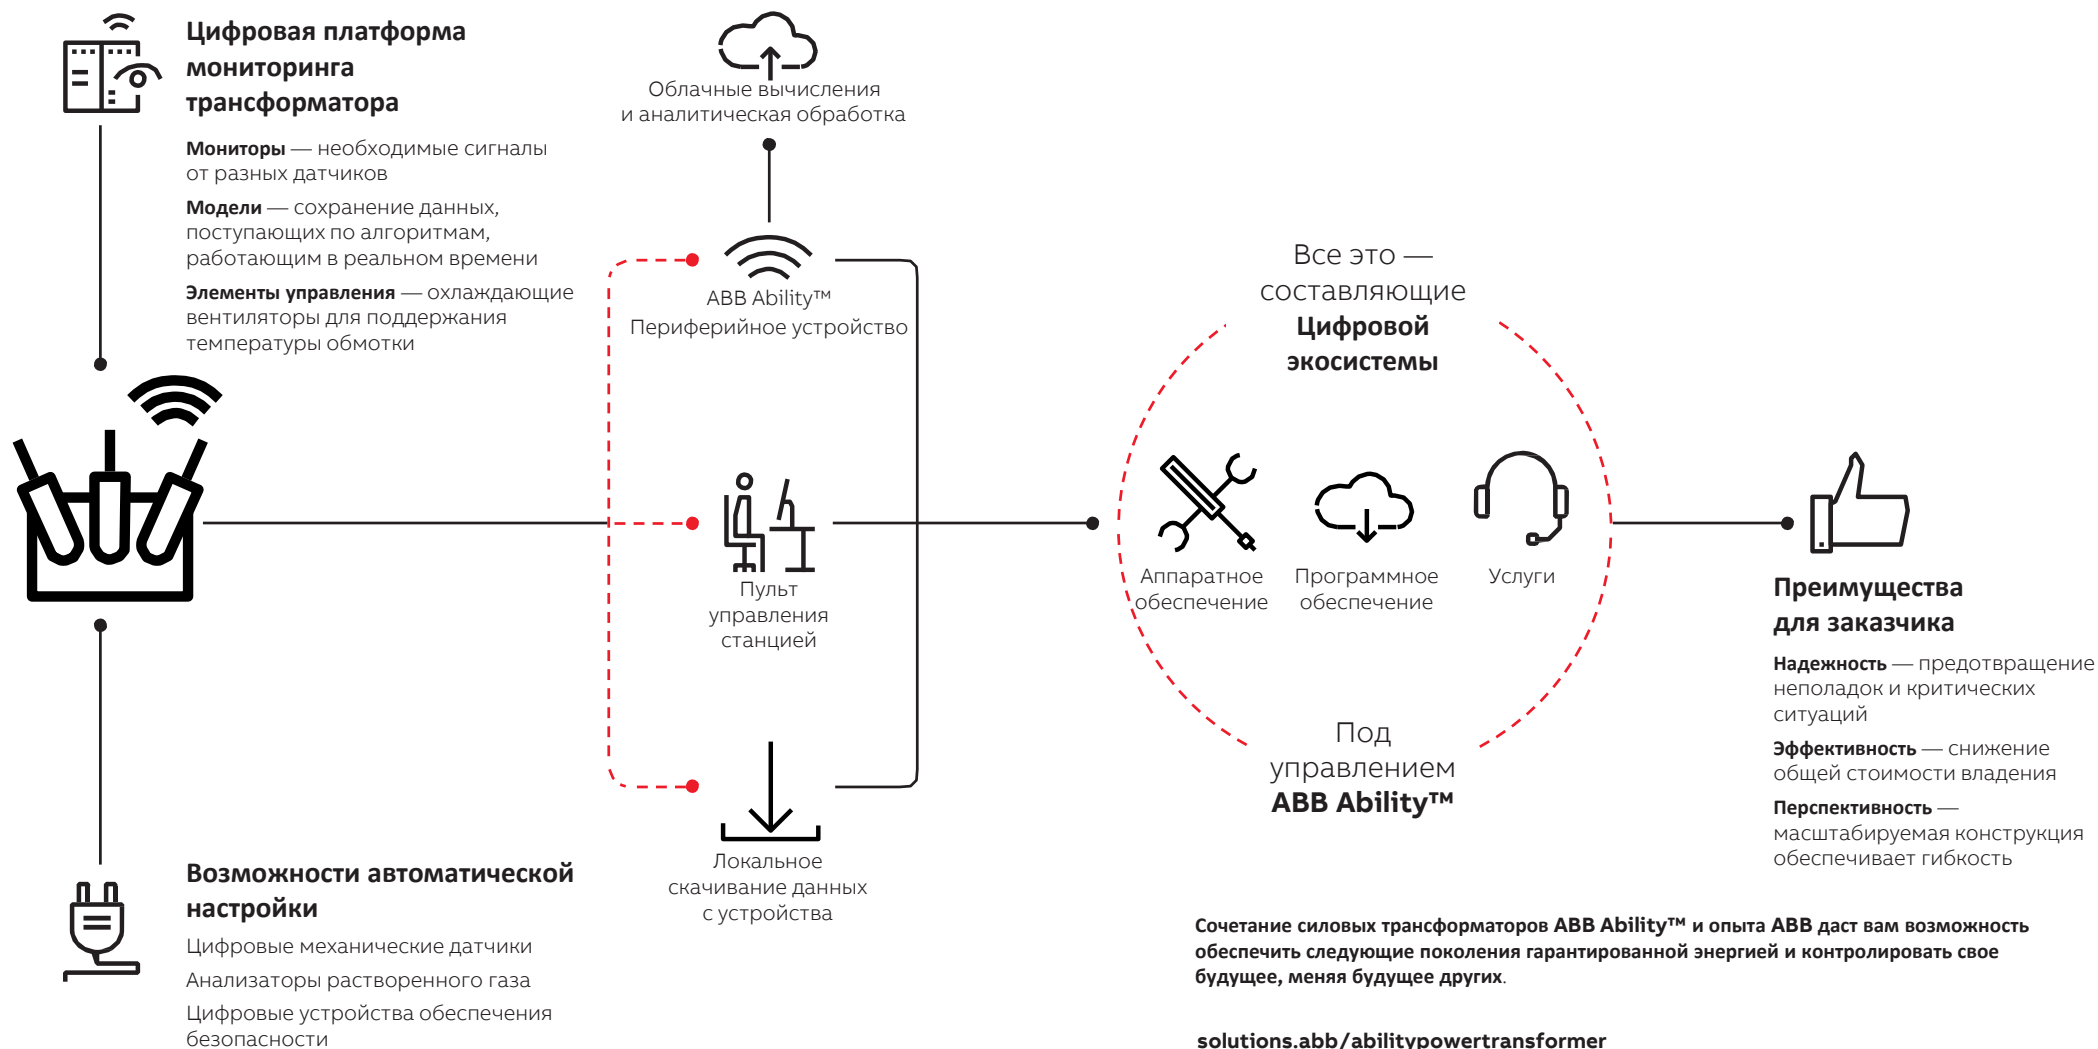 Цифровая платформа
мониторинга
трансформатора
Мониторы — необходимые сигналы
от разных датчиков
Модели — сохранение данных,
поступающих по алгоритмам,
работающим в реальном времени
Элементы управления — охлаждающие
вентиляторы для поддержания
температуры обмотки
Возможности автоматической
настройки
Цифровые механические датчики
Анализаторы растворенного газа
Цифровые устройства обеспечения
безопасности
Облачные вычисления
и аналитическая обработка
ABB Ability™
Периферийное устройство
Пульт
управления
станцией
Локальное
скачивание данных
с устройства
Все это —
составляющие
Цифровой
экосистемы
Аппаратное
обеспечение
Программное
обеспечение
Услуги
Под
управлением
ABB Ability™
Преимущества
для заказчика
Надежность — предотвращение
неполадок и критических
ситуаций
Эффективность — снижение
общей стоимости владения
Перспективность —
масштабируемая конструкция
обеспечивает гибкость
Сочетание силовых трансформаторов ABB Ability™ и опыта ABB даст вам возможность
обеспечить следующие поколения гарантированной энергией и контролировать свое
будущее, меняя будущее других.
solutions.abb/abilitypowertransformer